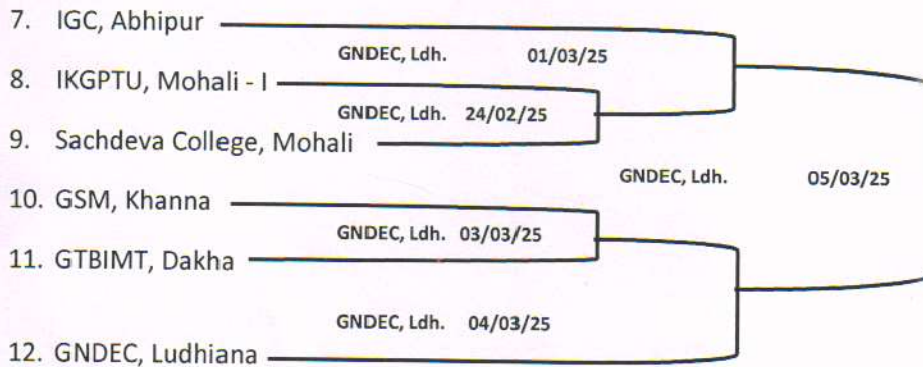 7. IGC, Abhipur
GNDEC, Ldh. 01/03/25
8. IKGPTU, Mohali - I
GNDEC, Ldh. 24/02/25
9. Sachdeva College, Mohali
GNDEC, Ldh. 05/03/25
10. GSM, Khanna
GNDEC, Ldh. 03/03/25
11. GTBIMT, Dakha
GNDEC, Ldh. 04/03/25
12. GNDEC, Ludhiana